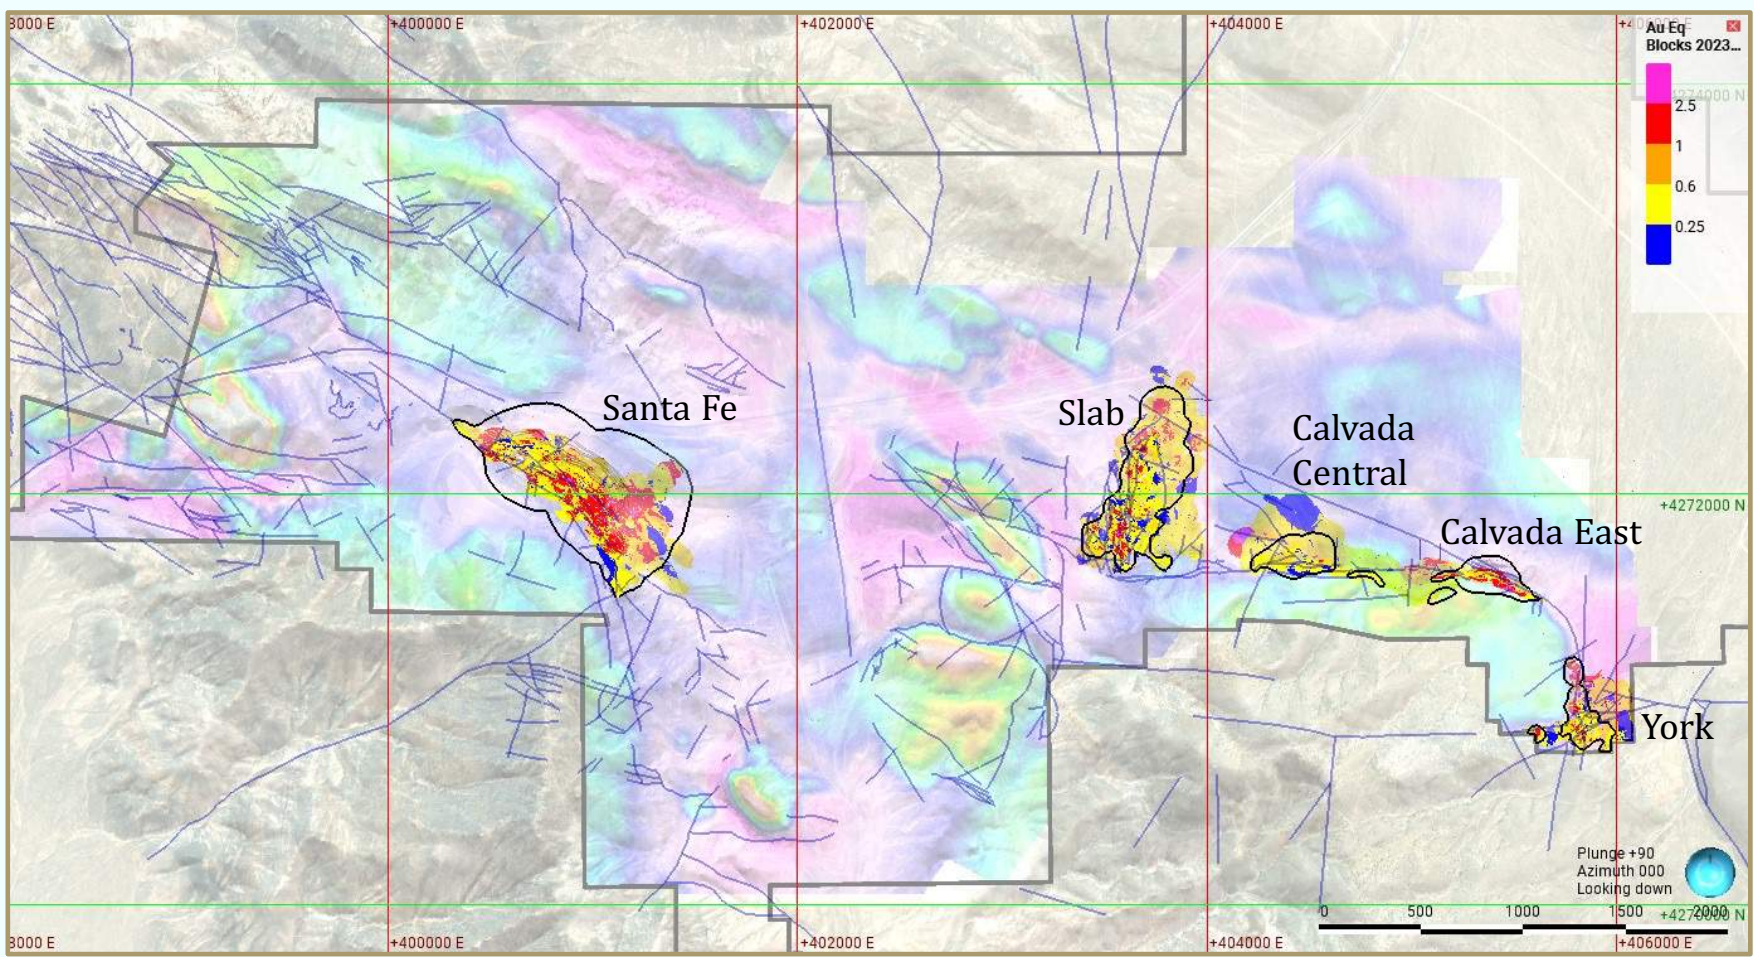 3000 E
+400000 E
+402000 E
+404000 E
Au Eq
Blocks 2023...
+4274000 N
2.5
1
0.6
0.25
Santa Fe
Slab
Calvada
Central
+4272000 N
Calvada East
York
Plunge +90
Azimuth 000
Looking down
0 500 1000 1500 2000
+4270000 N
3000 E
+400000 E
+402000 E
+404000 E
+406000 E